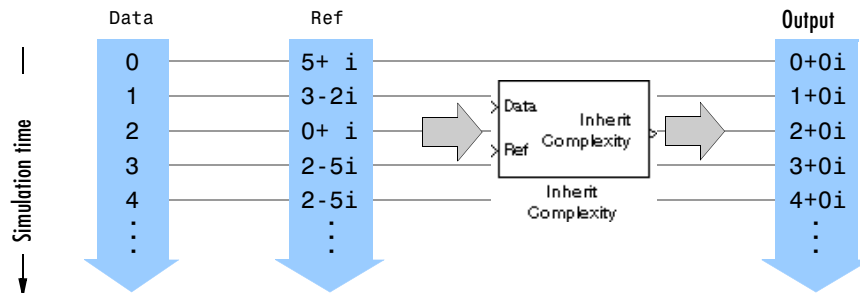 Data Ref Output
0 5+ i 0+0i
1 3-2i 1+0i
2 0+ i 2+0i
3 2-5i 3+0i
4 2-5i 4+0i
Data
Ref
Inherit
Complexity
Inherit
Complexity
Simulation time